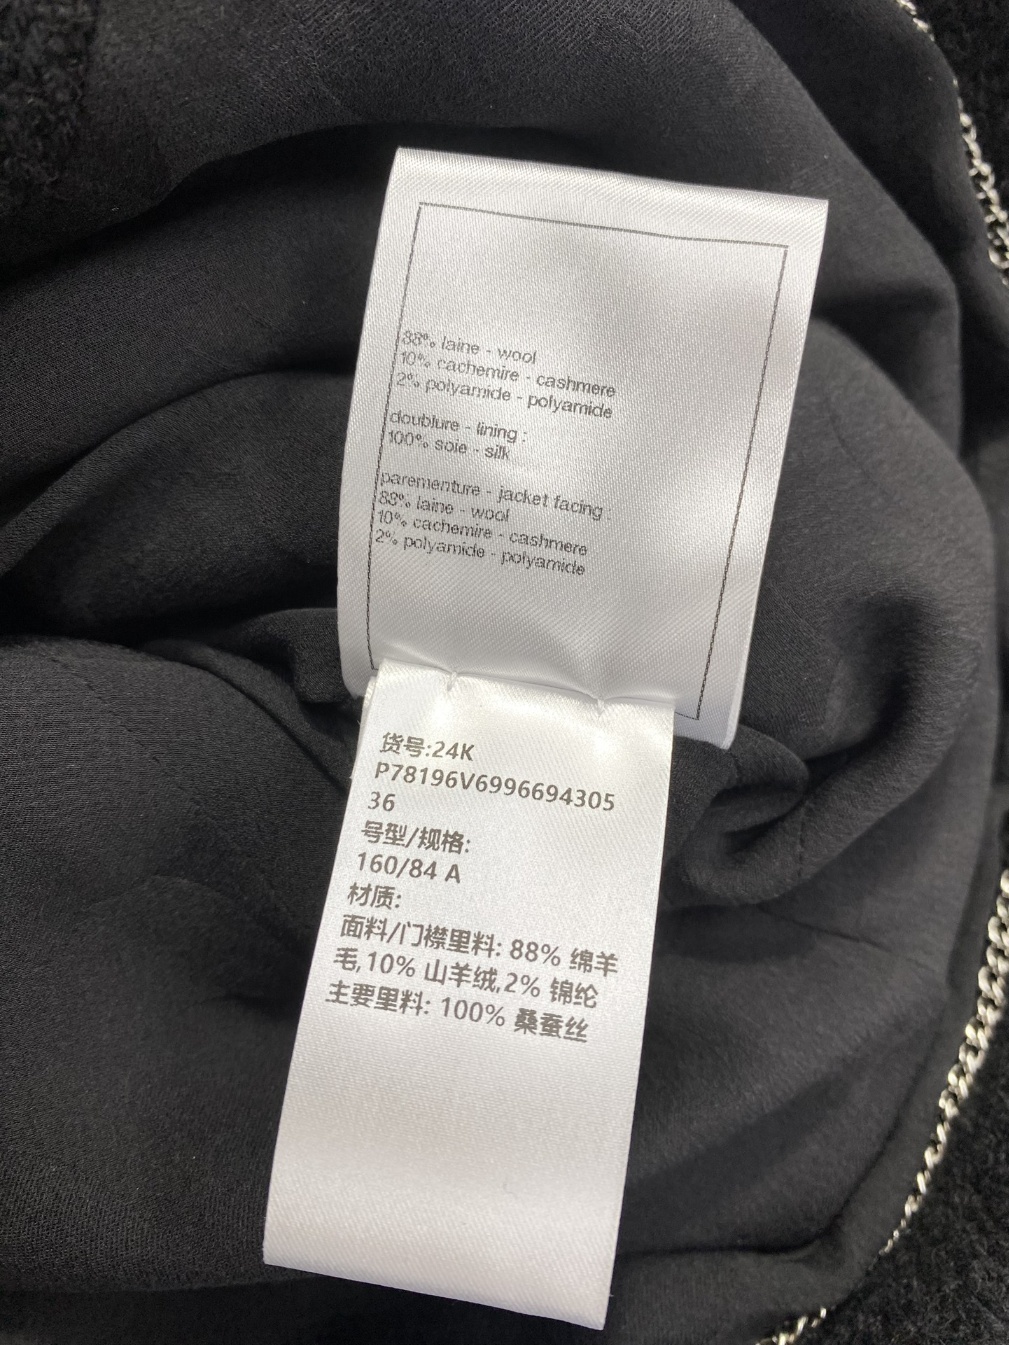 88% laine - wool
10% cachemire - cashmere
2% polyamide - polyamide
doublure - lining :
100% soie - silk
parementure - jacket facing :
88% laine - wool
10% cachemire - cashmere
2% polyamide - polyamide
货号:24K
P78196V6996694305
36
号型/规格:
160/84 A
材质:
面料/门襟里料: 88% 绵羊
毛,10% 山羊绒,2% 锦纶
主要里料: 100% 桑蚕丝